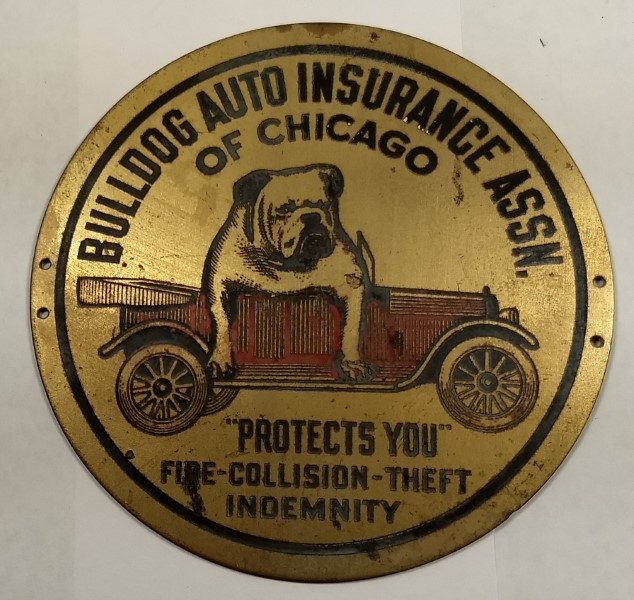 BULLDOG AUTO INSURANCE ASSN.
OF CHICAGO
"PROTECTS YOU"
FIRE-COLLISION-THEFT
INDEMNITY